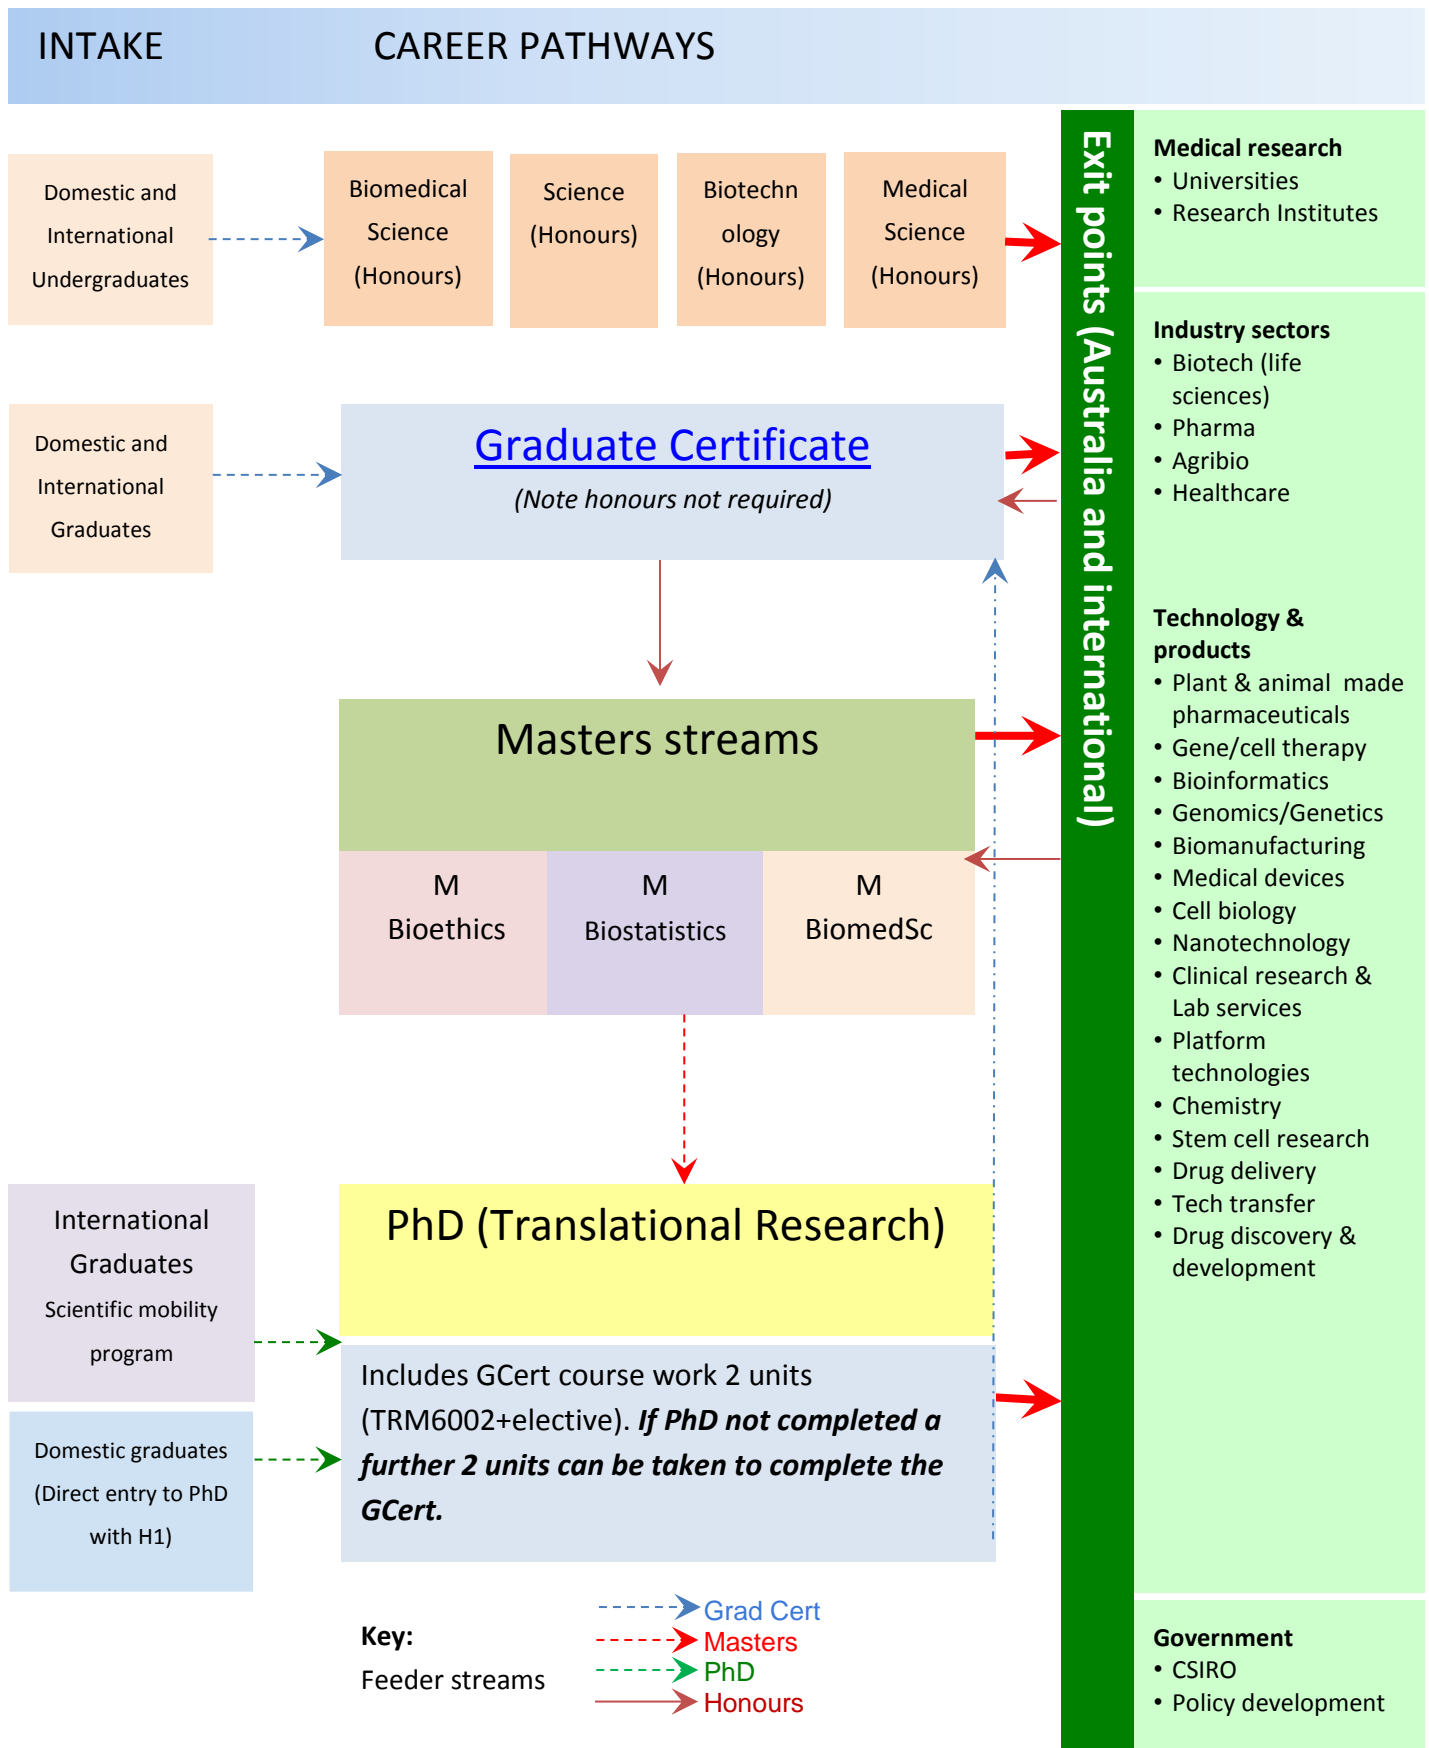 INTAKE
CAREER PATHWAYS
Domestic and
International
Undergraduates
Biomedical
Science
(Honours)
Science
(Honours)
Biotechn
ology
(Honours)
Medical
Science
(Honours)
Domestic and
International
Graduates
Graduate Certificate
(Note honours not required)
Masters streams
M
Bioethics
M
Biostatistics
M
BiomedSc
International
Graduates
Scientific mobility
program
PhD (Translational Research)
Domestic graduates
(Direct entry to PhD
with H1)
Includes GCert course work 2 units
(TRM6002+elective). If PhD not completed a
further 2 units can be taken to complete the
GCert.
Key:
Feeder streams
Grad Cert
Masters
PhD
Honours
Exit points (Australia and international)
Medical research
• Universities
• Research Institutes
Industry sectors
• Biotech (life
sciences)
• Pharma
• Agribio
• Healthcare
Technology &
products
• Plant & animal made
pharmaceuticals
• Gene/cell therapy
• Bioinformatics
• Genomics/Genetics
• Biomanufacturing
• Medical devices
• Cell biology
• Nanotechnology
• Clinical research &
Lab services
• Platform
technologies
• Chemistry
• Stem cell research
• Drug delivery
• Tech transfer
• Drug discovery &
development
Government
• CSIRO
• Policy development